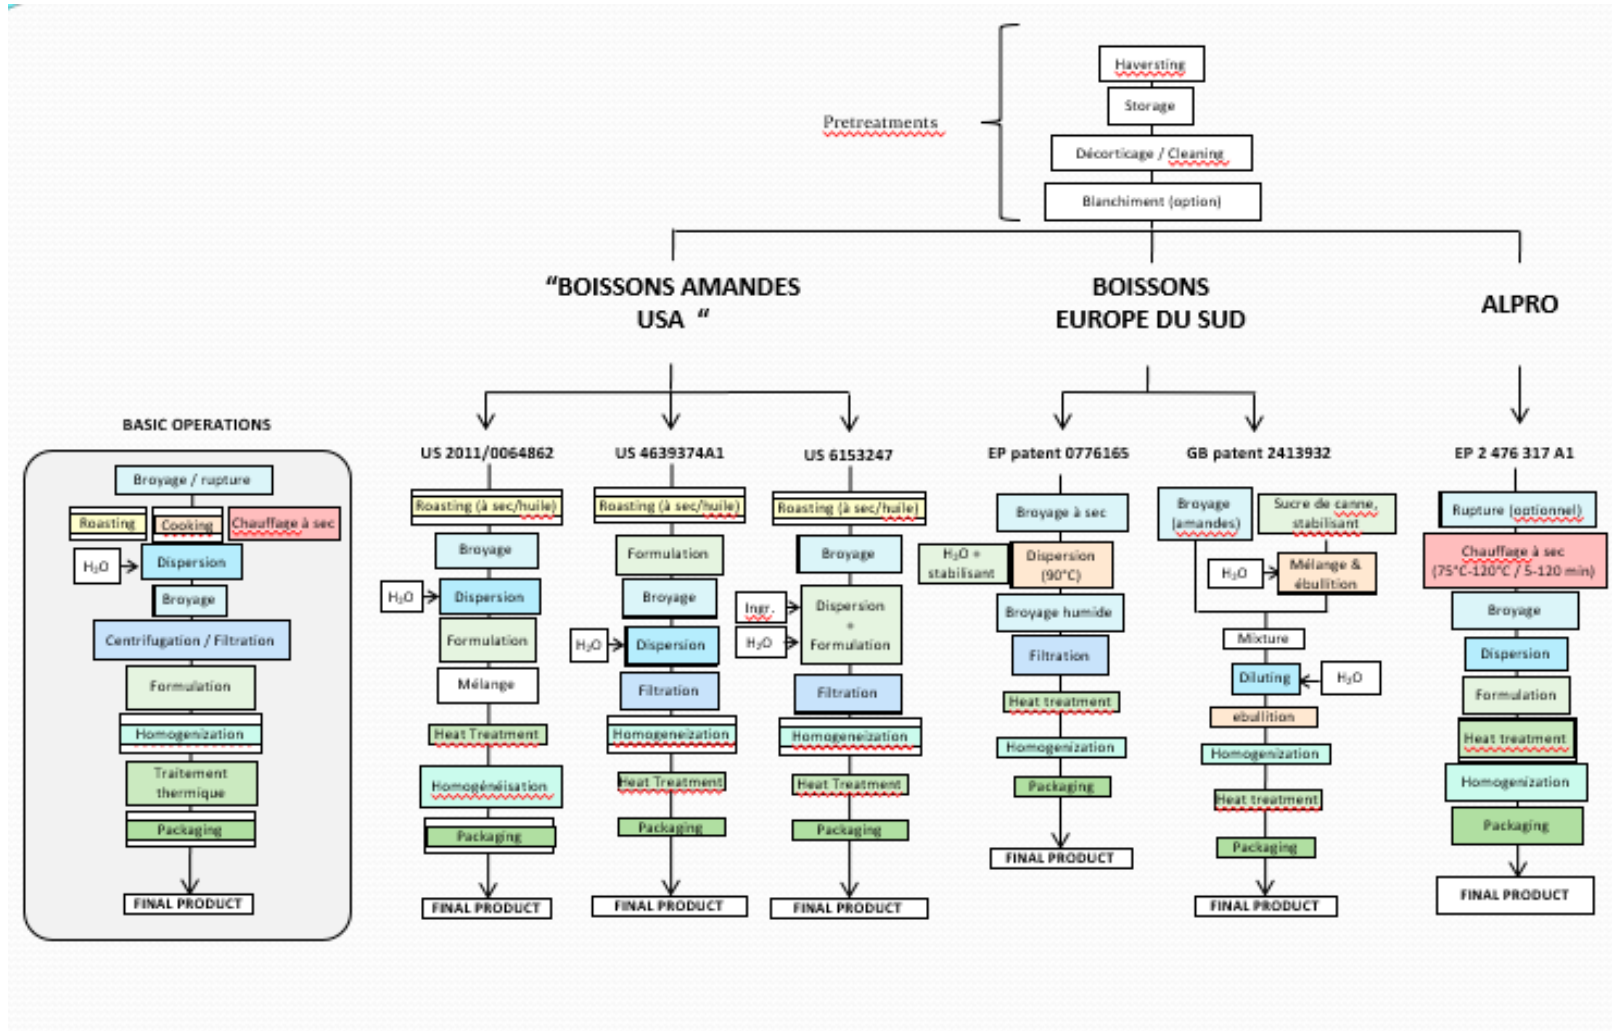 Haversting
Storage
Pretreatments
Décorticage / Cleaning
Blanchiment (option)
“BOISSONS AMANDES
USA “
BOISSONS
EUROPE DU SUD
ALPRO
BASIC OPERATIONS
Broyage / rupture
Roasting
Cooking
Chauffage à sec
H₂O
Dispersion
Broyage
Centrifugation / Filtration
Formulation
Homogenization
Traitement
thermique
Packaging
FINAL PRODUCT
US 2011/0064862
Roasting (à sec/huile)
Broyage
H₂O
Dispersion
Formulation
Mélange
Heat Treatment
Homogénéisation
Packaging
FINAL PRODUCT
US 4639374A1
Roasting (à sec/huile)
Formulation
Broyage
H₂O
Dispersion
Filtration
Homogeneization
Heat Treatment
Packaging
FINAL PRODUCT
US 6153247
Roasting (à sec/huile)
Broyage
Ingr.
H₂O
Dispersion
+
Formulation
Filtration
Homogeneization
Heat Treatment
Packaging
FINAL PRODUCT
EP patent 0776165
Broyage à sec
H₂O +
stabilisant
Dispersion
(90°C)
Broyage humide
Filtration
Heat treatment
Homogenization
Packaging
FINAL PRODUCT
GB patent 2413932
Broyage
(amandes)
Sucre de canne,
stabilisant
H₂O
Mélange &
ébullition
Mixture
Diluting
H₂O
ebullition
Homogenization
Heat treatment
Packaging
FINAL PRODUCT
EP 2 476 317 A1
Rupture (optionnel)
Chauffage à sec
(75°C-120°C / 5-120 min)
Broyage
Dispersion
Formulation
Heat treatment
Homogenization
Packaging
FINAL PRODUCT